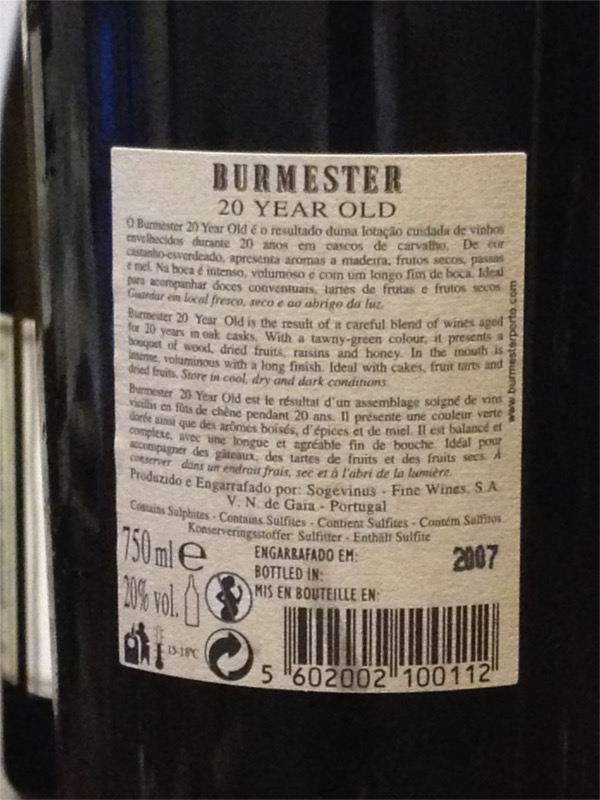 BURMESTER
20 YEAR OLD
O Burmester 20 Year Old é o resultado duma lotação cuidada de vinhos
envelhecidos durante 20 anos em cascos de carvalho. De cor
castanho-esverdeado, apresenta aromas a madeira, frutos secos, passas
e mel. Na boca é intenso, volumoso e com um longo fim de boca. Ideal
para acompanhar doces conventuais, tartes de frutas e frutos secos.
Guardar em local fresco, seco e ao abrigo da luz.
Burmester 20 Year Old is the result of a careful blend of wines aged
for 20 years in oak casks. With a tawny-green colour, it presents a
bouquet of wood, dried fruits, raisins and honey. In the mouth is
intense, voluminous with a long finish. Ideal with cakes, fruit tarts and
dried fruits. Store in cool, dry and dark conditions.
Burmester 20 Year Old est le résultat d'un assemblage soigné de vins
vieillis en fûts de chêne pendant 20 ans. Il présente une couleur verte
dorée ainsi que des arômes boisés, d'épices et de miel. Il est balancé et
complexe, avec une longue et agréable fin de bouche. Idéal pour
accompagner des gâteaux, des tartes de fruits et des fruits secs. À
conserver dans un endroit frais, sec et à l'abri de la lumière.
www.burmesterporto.com
Produzido e Engarrafado por: Sogevinus - Fine Wines, S.A.
V. N. de Gaia - Portugal
Contains Sulphites - Contains Sulfites - Contient Sulfites - Contém Sulfitos
Konserveringsstoffer: Sulfitter - Enthält Sulfite
750 ml e
20% vol.
ENGARRAFADO EM:
BOTTLED IN:
MIS EN BOUTEILLE EN:
2007
15-18ºC
5 602002 100112